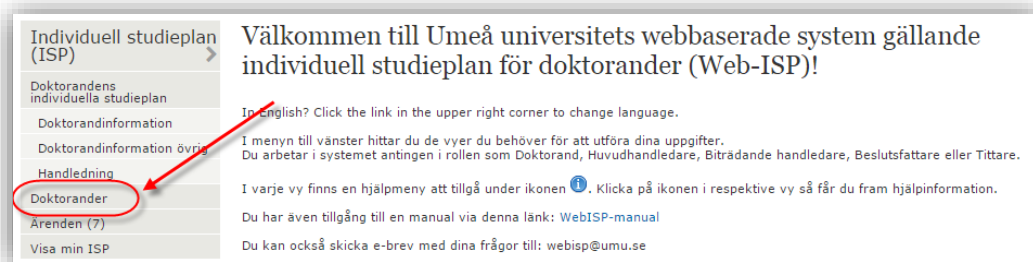 Individuell studieplan
(ISP)
Doktorandens
individuella studieplan
Doktorandinformation
Doktorandinformation övrig
Handledning
Doktorander
Ärenden (7)
Visa min ISP
Välkommen till Umeå universitets webbaserade system gällande
individuell studieplan för doktorander (Web-ISP)!
In English? Click the link in the upper right corner to change language.
I menyn till vänster hittar du de vyer du behöver för att utföra dina uppgifter.
Du arbetar i systemet antingen i rollen som Doktorand, Huvudhandledare, Biträdande handledare, Beslutsfattare eller Tittare.
I varje vy finns en hjälpmeny att tillgå under ikonen i. Klicka på ikonen i respektive vy så får du fram hjälpinformation.
Du har även tillgång till en manual via denna länk: WebISP-manual
Du kan också skicka e-brev med dina frågor till: webisp@umu.se